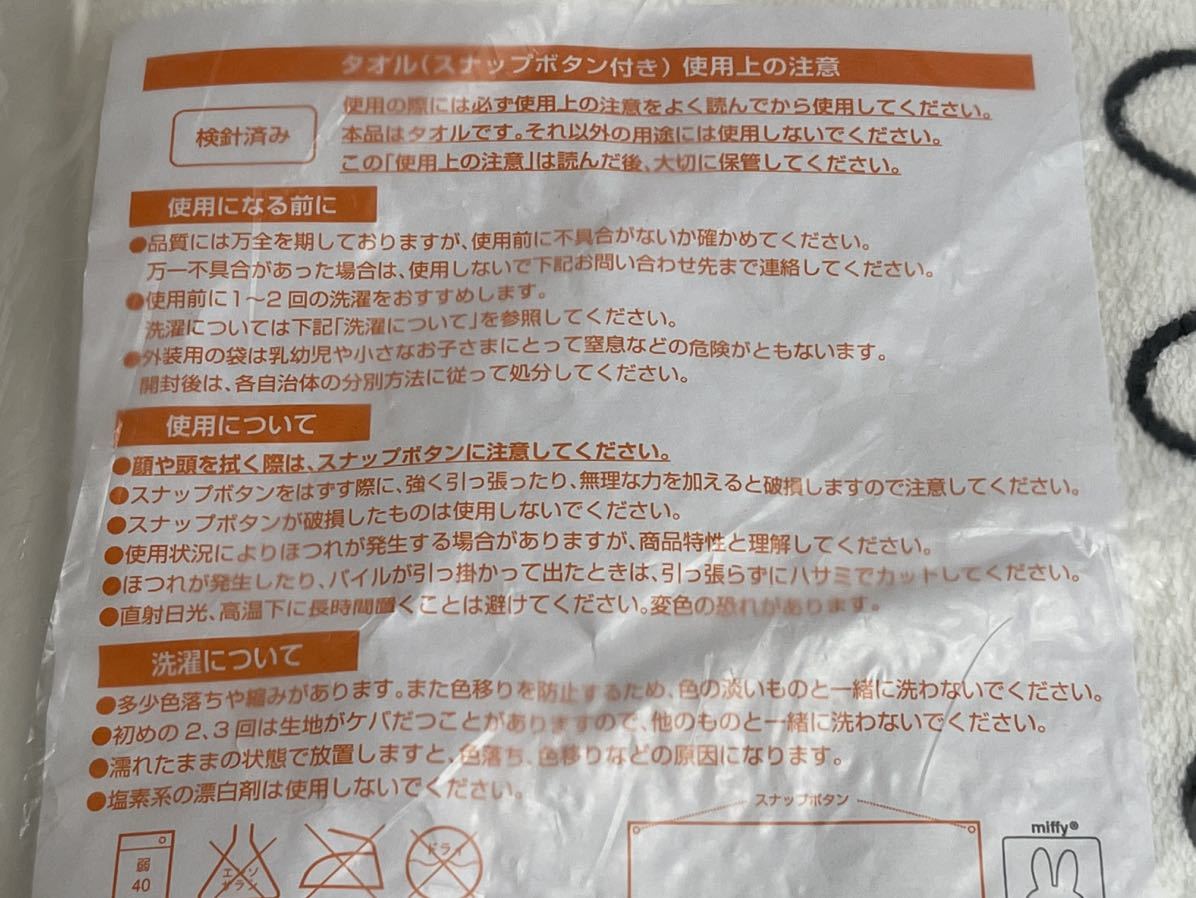 タオル(スナップボタン付き)使用上の注意
検針済み
使用の際には必ず使用上の注意をよく読んでから使用してください。
本品はタオルです。それ以外の用途には使用しないでください。
この「使用上の注意」は読んだ後、大切に保管してください。
使用になる前に
●品質には万全を期しておりますが、使用前に不具合がないか確かめてください。
万一不具合があった場合は、使用しないで下記お問い合わせ先まで連絡してください。
●使用前に1〜2回の洗濯をおすすめします。
洗濯については下記「洗濯について」を参照してください。
●外装用の袋は乳幼児や小さなお子さまにとって窒息などの危険がともないます。
開封後は、各自治体の分別方法に従って処分してください。
使用について
●顔や頭を拭く際は、スナップボタンに注意してください。
●スナップボタンをはずす際に、強く引っ張ったり、無理な力を加えると破損しますので注意してください。
●スナップボタンが破損したものは使用しないでください。
●使用状況によりほつれが発生する場合がありますが、商品特性と理解してください。
●ほつれが発生したり、パイルが引っ掛かって出たときは、引っ張らずにハサミでカットしてください。
●直射日光、高温下に長時間置くことは避けてください。変色の恐れがあります。
洗濯について
●多少色落ちや縮みがあります。また色移りを防止するため、色の淡いものと一緒に洗わないでください。
●初めの2、3回は生地がケバだつことがありますので、他のものと一緒に洗わないでください。
●濡れたままの状態で放置しますと、色落ち、色移りなどの原因になります。
●塩素系の漂白剤は使用しないでください。
スナップボタン
弱
40
エンソ
サラシ
ドライ
miffy®